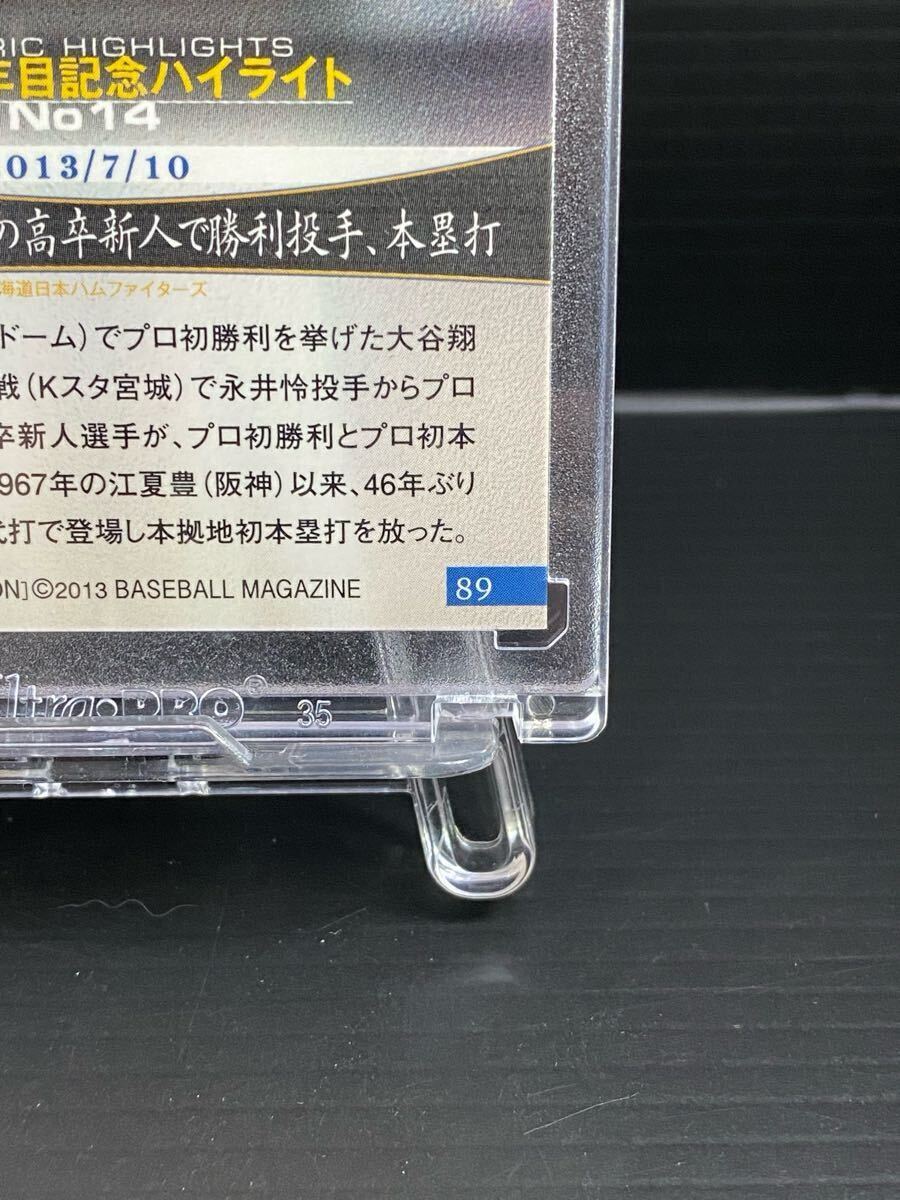 RIC HIGHLIGHTS
年目記念ハイライト
No14
013/7/10
の高卒新人で勝利投手、本塁打
海道日本ハムファイターズ
ドーム)でプロ初勝利を挙げた大谷翔
戦(Kスタ宮城)で永井怜投手からプロ
卒新人選手が、プロ初勝利とプロ初本
967年の江夏豊(阪神)以来、46年ぶり
代打で登場し本拠地初本塁打を放った。
ON]©2013 BASEBALL MAGAZINE
89
Ultra•PRO®
35